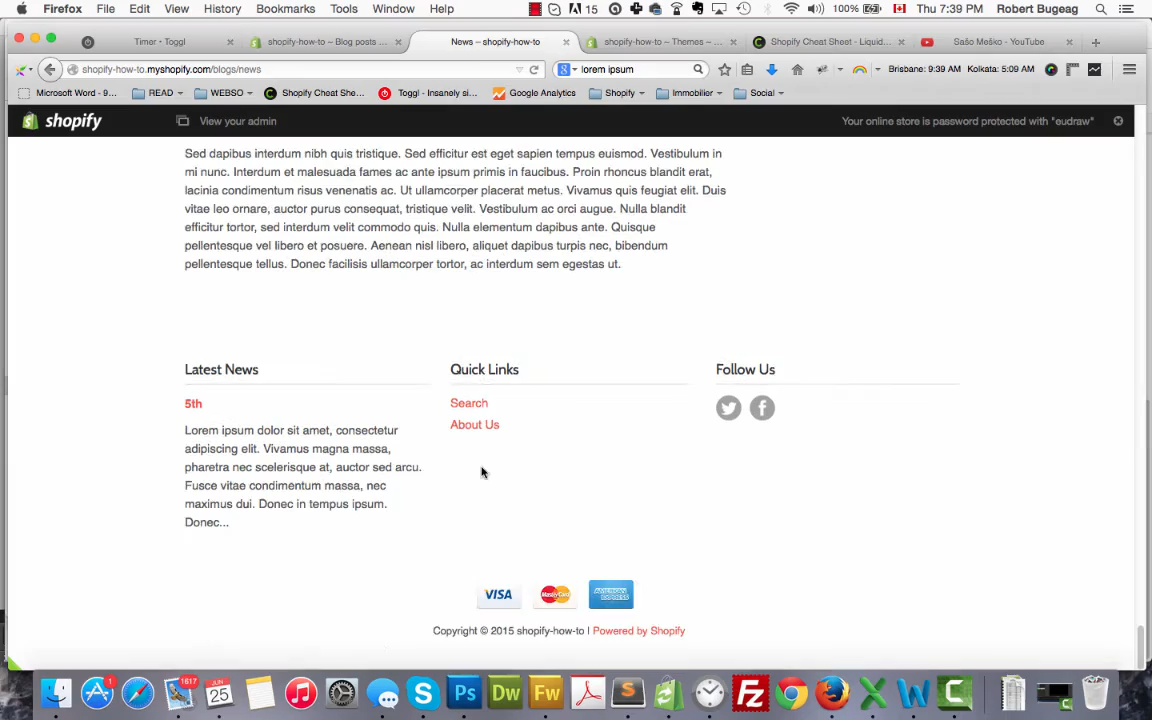 Firefox File Edit View History Bookmarks Tools Window Help 15 100% Thu 7:39 PM Robert Bugeag
Timer • Toggl shopify-how-to ~ Blog posts ... News – shopify-how-to shopify-how-to ~ Themes ~ ... Shopify Cheat Sheet - Liquid... Sašo Meško - YouTube
shopify-how-to.myshopify.com/blogs/news lorem ipsum Brisbane: 9:39 AM Kolkata: 5:09 AM
Microsoft Word - 9... READ WEBSO Shopify Cheat She... Toggl - Insanely si... Google Analytics Shopify Immobilier Social
shopify View your admin Your online store is password protected with "eudraw"
Sed dapibus interdum nibh quis tristique. Sed efficitur est eget sapien tempus euismod. Vestibulum in
mi nunc. Interdum et malesuada fames ac ante ipsum primis in faucibus. Proin rhoncus blandit erat,
lacinia condimentum risus venenatis ac. Ut ullamcorper placerat metus. Vivamus quis feugiat elit. Duis
vitae leo ornare, auctor purus consequat, tristique velit. Vestibulum ac orci augue. Nulla blandit
efficitur tortor, sed interdum velit commodo quis. Nulla elementum dapibus ante. Quisque
pellentesque vel libero et posuere. Aenean nisl libero, aliquet dapibus turpis nec, bibendum
pellentesque tellus. Donec facilisis ullamcorper tortor, ac interdum sem egestas ut.
Latest News
5th
Lorem ipsum dolor sit amet, consectetur
adipiscing elit. Vivamus magna massa,
pharetra nec scelerisque at, auctor sed arcu.
Fusce vitae condimentum massa, nec
maximus dui. Donec in tempus ipsum.
Donec...
Quick Links
Search
About Us
Follow Us
VISA MasterCard AMERICAN EXPRESS
Copyright © 2015 shopify-how-to | Powered by Shopify
1 1617 JUN 25 Ps Dw Fw S Fz